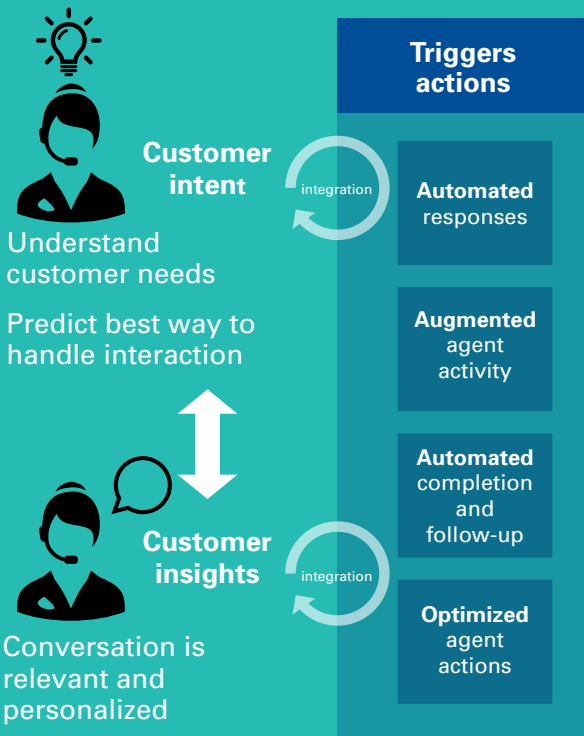 Triggers
actions
Customer
intent
integration
Automated
responses
Understand
customer needs
Predict best way to
handle interaction
Augmented
agent
activity
Automated
completion
and
follow-up
Customer
insights
integration
Optimized
agent
actions
Conversation is
relevant and
personalized